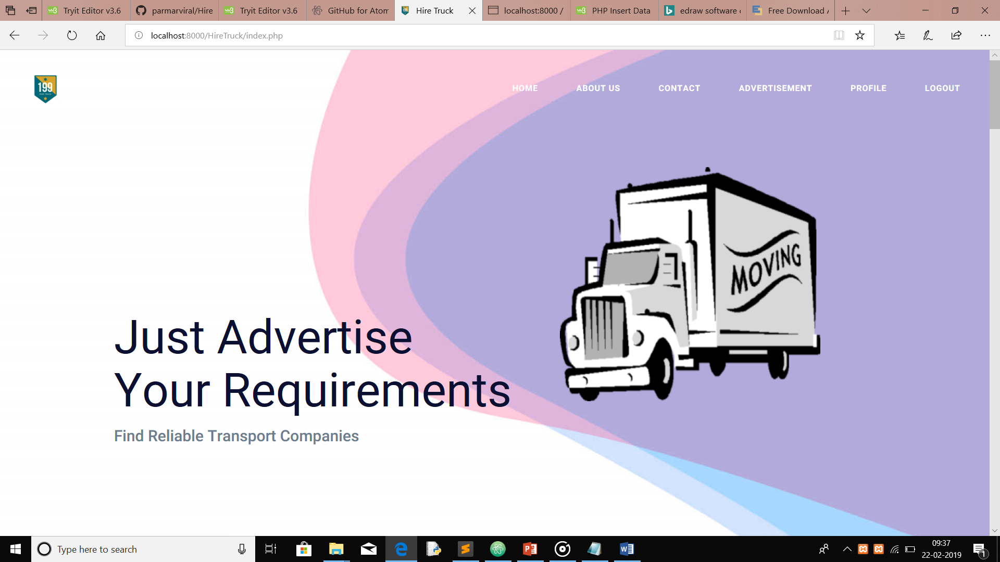 Tryit Editor v3.6
parmarviral/Hire
Tryit Editor v3.6
GitHub for Atom
Hire Truck
localhost:8000 /
PHP Insert Data
edraw software
Free Download
localhost:8000/HireTruck/index.php
199
HOME
ABOUT US
CONTACT
ADVERTISEMENT
PROFILE
LOGOUT
MOVING
Just Advertise
Your Requirements
Find Reliable Transport Companies
Type here to search
09:37
22-02-2019
1